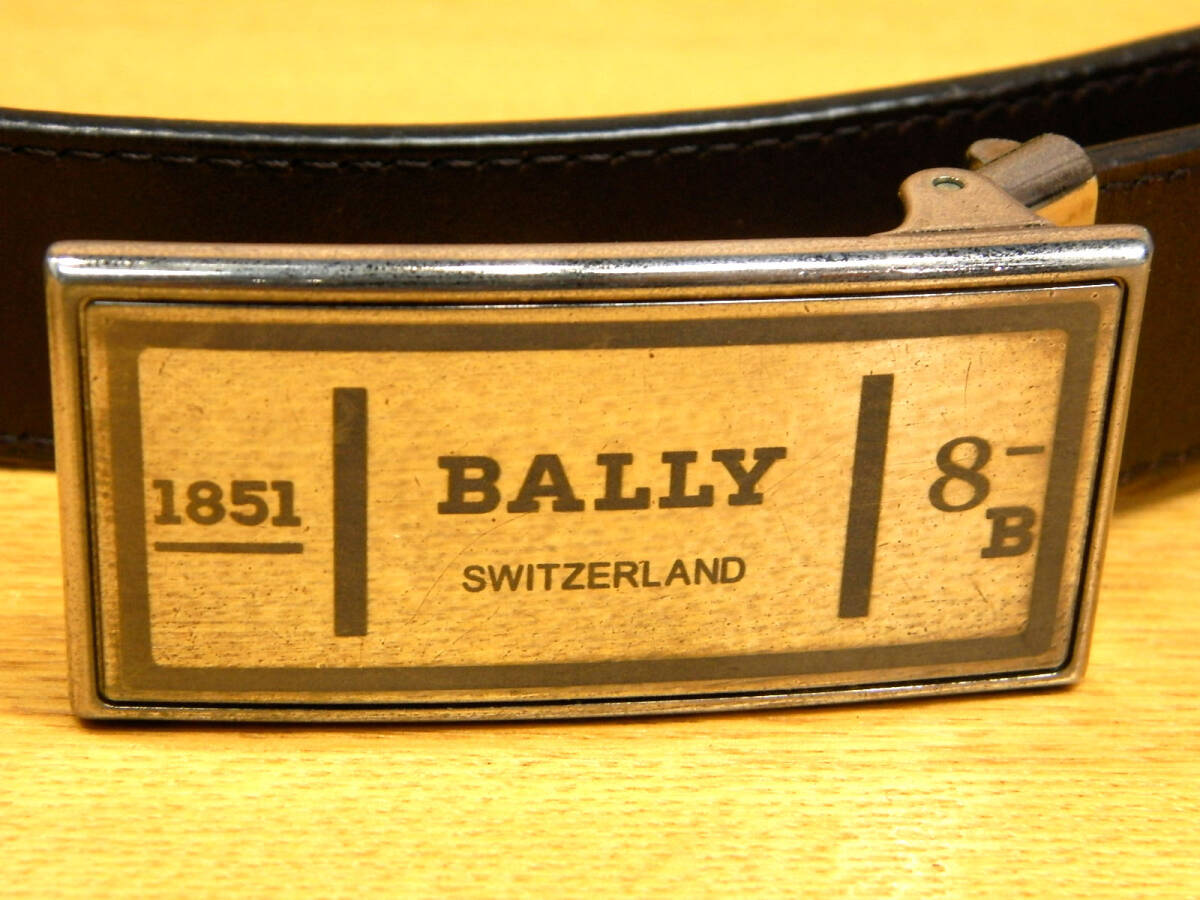 1851
BALLY
SWITZERLAND
8-
B